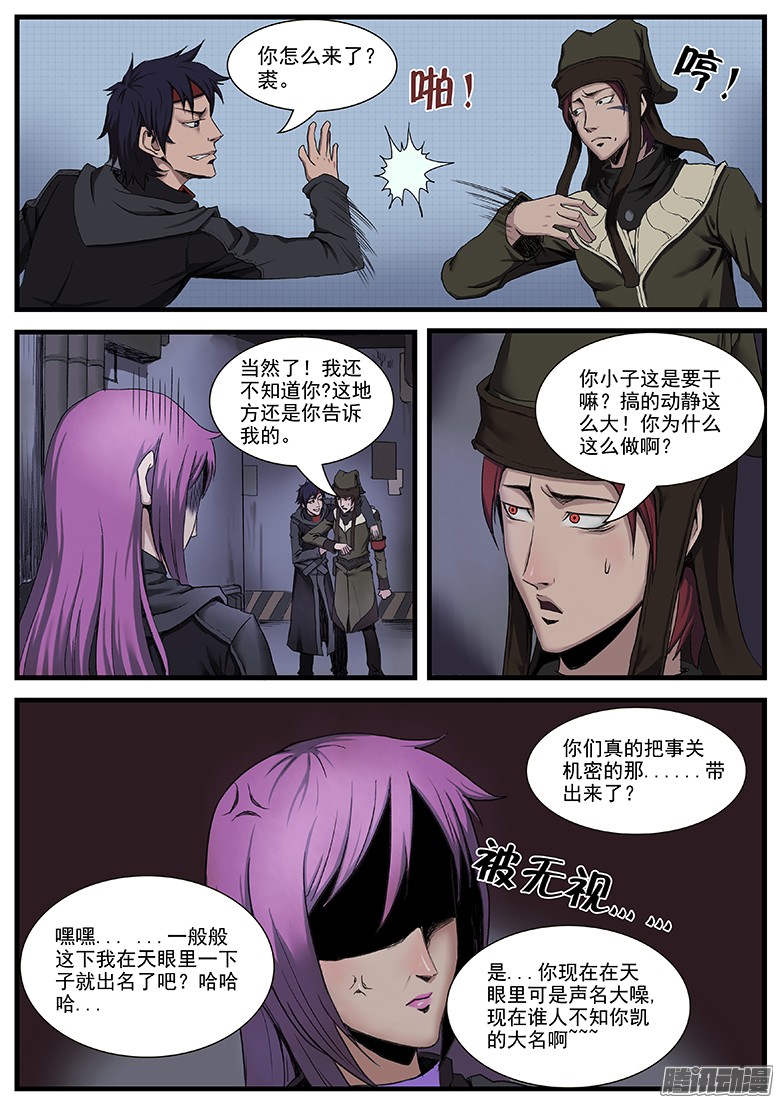 你怎么来了？
裘。
啪！
哼！
当然了！我还
不知道你?这地
方还是你告诉
我的。
你小子这是要干
嘛？搞的动静这
么大！你为什么
这么做啊？
你们真的把事关
机密的那......带
出来了？
被无视......
嘿嘿... ...一般般
这下我在天眼里一下
子就出名了吧？哈哈
哈...
是...你现在在天
眼里可是声名大噪,
现在谁人不知你凯
的大名啊~~~
腾讯动漫